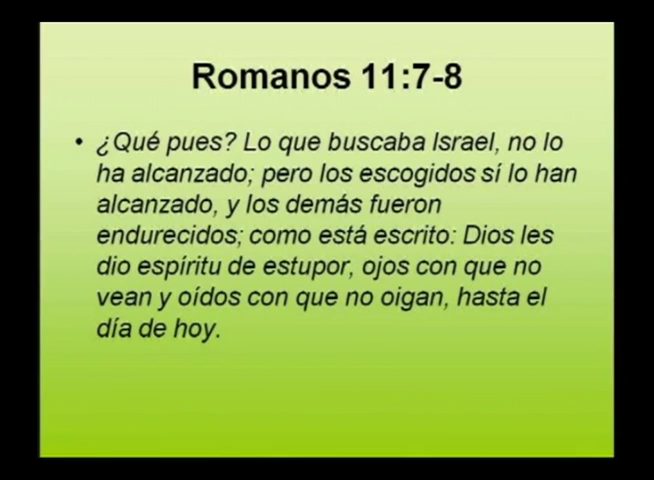 Romanos 11:7-8
• ¿Qué pues? Lo que buscaba Israel, no lo
ha alcanzado; pero los escogidos sí lo han
alcanzado, y los demás fueron
endurecidos; como está escrito: Dios les
dio espíritu de estupor, ojos con que no
vean y oídos con que no oigan, hasta el
día de hoy.